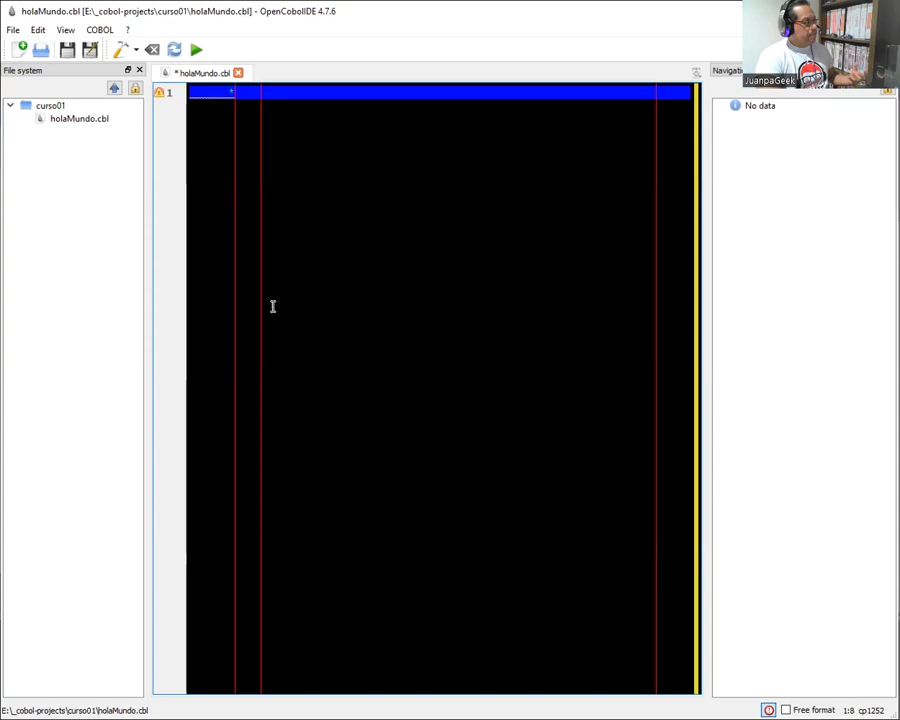 holaMundo.cbl [E:\_cobol-projects\curso01\holaMundo.cbl] - OpenCobolIDE 4.7.6
File Edit View COBOL ?
JuanpaGeek
File system
* holaMundo.cbl
Navigati
1 *
curso01
holaMundo.cbl
No data
E:\_cobol-projects\curso01\holaMundo.cbl
Free format 1:8 cp1252